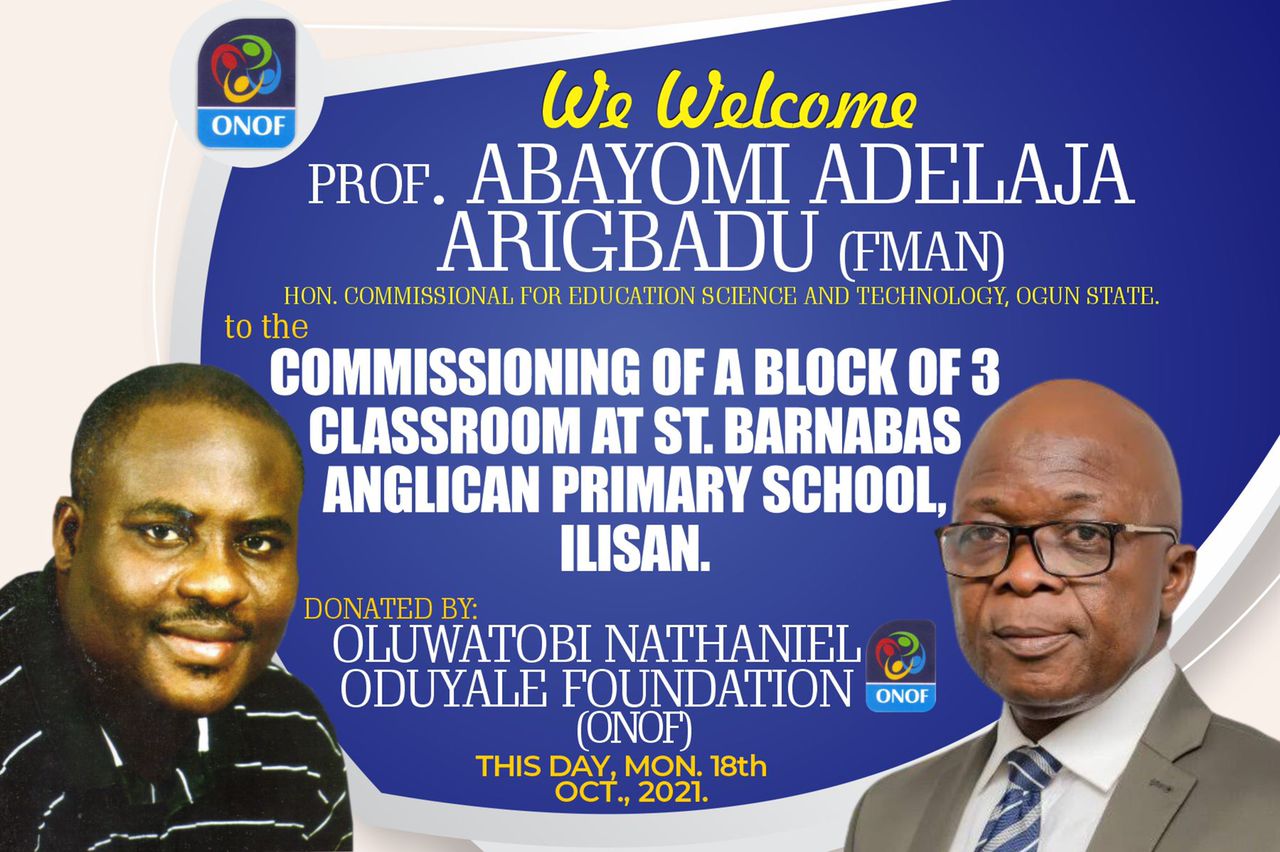 ONOF
We Welcome
PROF. ABAYOMI ADELAJA
ARIGBADU (FMAN)
HON. COMMISSIONAL FOR EDUCATION SCIENCE AND TECHNOLOGY, OGUN STATE.
to the
COMMISSIONING OF A BLOCK OF 3
CLASSROOM AT ST. BARNABAS
ANGLICAN PRIMARY SCHOOL,
ILISAN.
DONATED BY:
OLUWATOBI NATHANIEL
ODUYALE FOUNDATION
ONOF
(ONOF)
THIS DAY, MON. 18th
OCT., 2021.